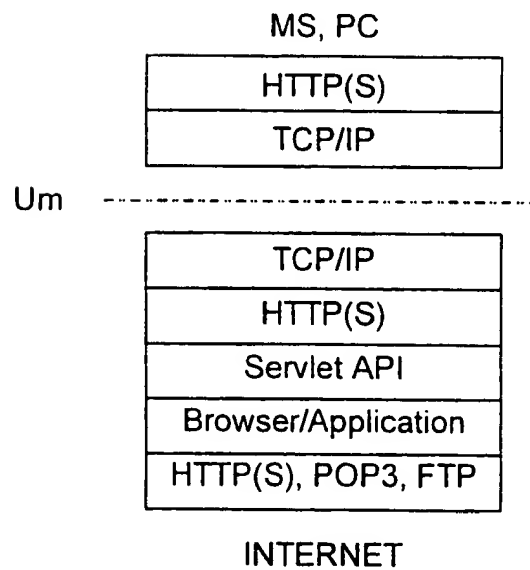 MS, PC
HTTP(S)
TCP/IP
Um
TCP/IP
HTTP(S)
Servlet API
Browser/Application
HTTP(S), POP3, FTP
INTERNET